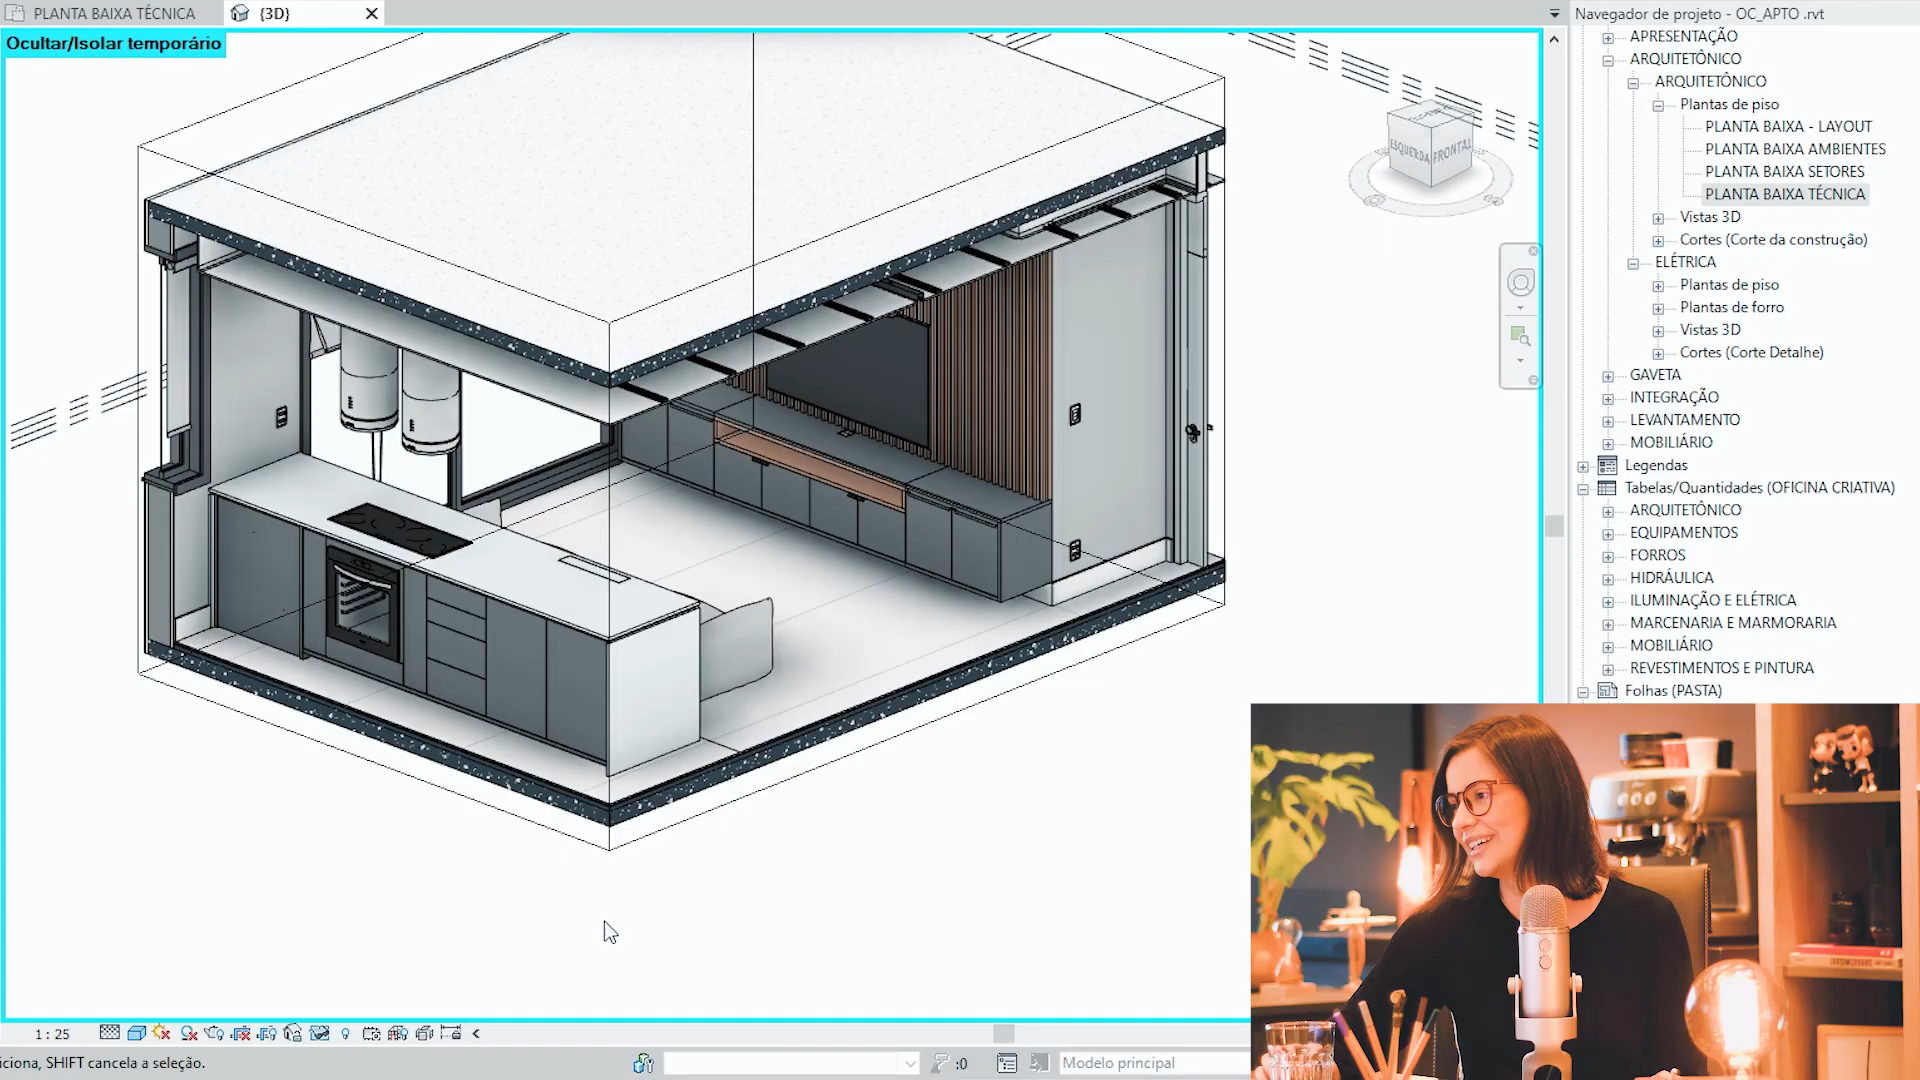 PLANTA BAIXA TÉCNICA
{3D}
Ocultar/Isolar temporário
ESQUERDA
FRONTAL
Navegador de projeto - OC_APTO .rvt
APRESENTAÇÃO
ARQUITETÔNICO
ARQUITETÔNICO
Plantas de piso
PLANTA BAIXA - LAYOUT
PLANTA BAIXA AMBIENTES
PLANTA BAIXA SETORES
PLANTA BAIXA TÉCNICA
Vistas 3D
Cortes (Corte da construção)
ELÉTRICA
Plantas de piso
Plantas de forro
Vistas 3D
Cortes (Corte Detalhe)
GAVETA
INTEGRAÇÃO
LEVANTAMENTO
MOBILIÁRIO
Legendas
Tabelas/Quantidades (OFICINA CRIATIVA)
ARQUITETÔNICO
EQUIPAMENTOS
FORROS
HIDRÁULICA
ILUMINAÇÃO E ELÉTRICA
MARCENARIA E MARMORARIA
MOBILIÁRIO
REVESTIMENTOS E PINTURA
Folhas (PASTA)
1 : 25
iciona, SHIFT cancela a seleção.
:0
Modelo principal